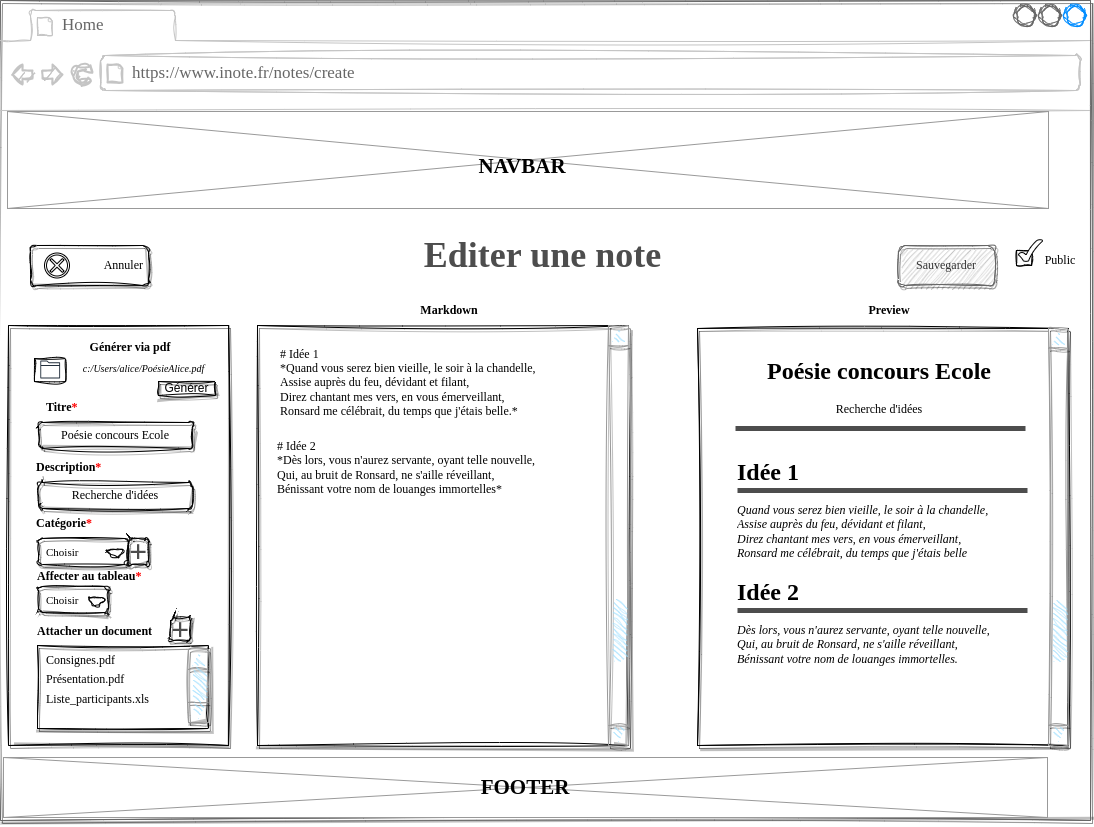 Home
https://www.inote.fr/notes/create
NAVBAR
Annuler
Editer une note
Sauvegarder
Public
Markdown
Preview
Générer via pdf
c:/Users/alice/PoésieAlice.pdf
Générer
Titre*
Poésie concours Ecole
Description*
Recherche d'idées
Catégorie*
Choisir
Affecter au tableau*
Choisir
Attacher un document
Consignes.pdf
Présentation.pdf
Liste_participants.xls
# Idée 1
*Quand vous serez bien vieille, le soir à la chandelle,
Assise auprès du feu, dévidant et filant,
Direz chantant mes vers, en vous émerveillant,
Ronsard me célébrait, du temps que j'étais belle.*
# Idée 2
*Dès lors, vous n'aurez servante, oyant telle nouvelle,
Qui, au bruit de Ronsard, ne s'aille réveillant,
Bénissant votre nom de louanges immortelles*
Poésie concours Ecole
Recherche d'idées
Idée 1
Quand vous serez bien vieille, le soir à la chandelle,
Assise auprès du feu, dévidant et filant,
Direz chantant mes vers, en vous émerveillant,
Ronsard me célébrait, du temps que j'étais belle
Idée 2
Dès lors, vous n'aurez servante, oyant telle nouvelle,
Qui, au bruit de Ronsard, ne s'aille réveillant,
Bénissant votre nom de louanges immortelles.
FOOTER